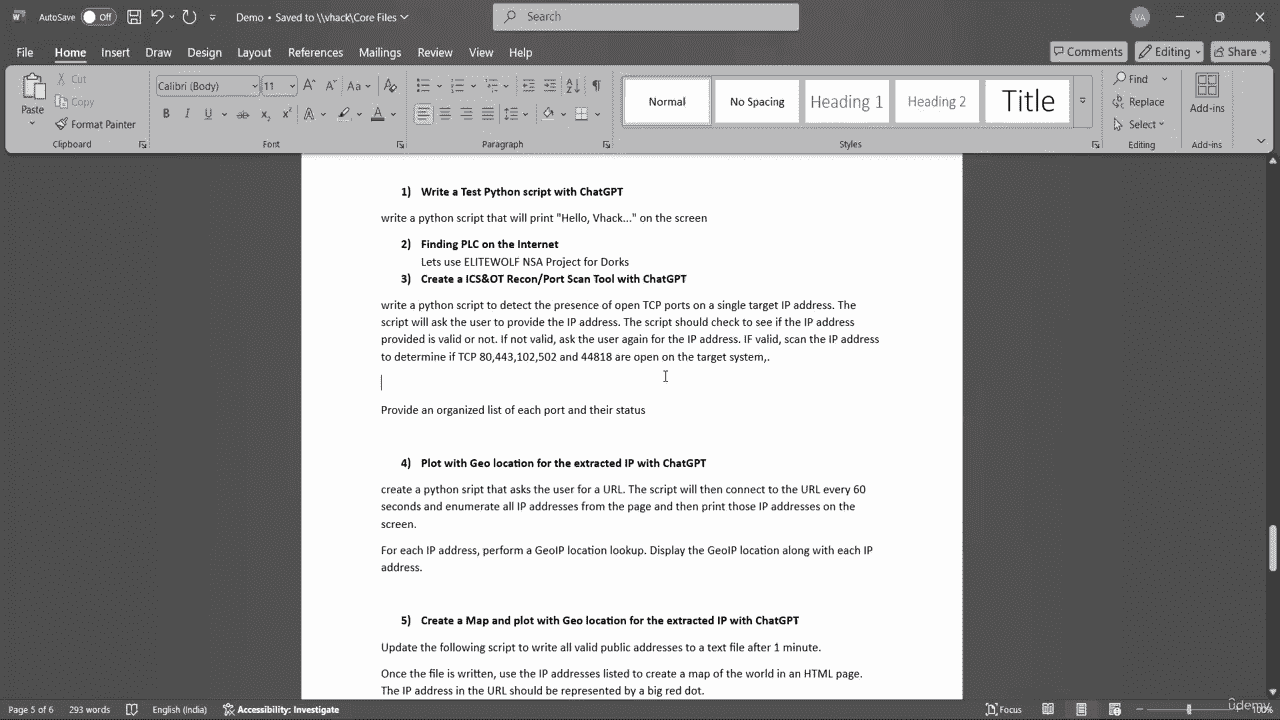 AutoSave Off Demo • Saved to \\vhack\Core Files Search VA
File Home Insert Draw Design Layout References Mailings Review View Help Comments Editing Share
Paste Cut Copy Format Painter Clipboard
Calibri (Body) 11 Aa A
B I U ab x₂ x² A A Font
Paragraph
Normal No Spacing Heading 1 Heading 2 Title Styles
Find Replace Select Editing
Add-ins Add-ins
1) Write a Test Python script with ChatGPT
write a python script that will print "Hello, Vhack..." on the screen
2) Finding PLC on the Internet
Lets use ELITEWOLF NSA Project for Dorks
3) Create a ICS&OT Recon/Port Scan Tool with ChatGPT
write a python script to detect the presence of open TCP ports on a single target IP address. The
script will ask the user to provide the IP address. The script should check to see if the IP address
provided is valid or not. If not valid, ask the user again for the IP address. IF valid, scan the IP address
to determine if TCP 80,443,102,502 and 44818 are open on the target system,.
Provide an organized list of each port and their status
4) Plot with Geo location for the extracted IP with ChatGPT
create a python sript that asks the user for a URL. The script will then connect to the URL every 60
seconds and enumerate all IP addresses from the page and then print those IP addresses on the
screen.
For each IP address, perform a GeoIP location lookup. Display the GeoIP location along with each IP
address.
5) Create a Map and plot with Geo location for the extracted IP with ChatGPT
Update the following script to write all valid public addresses to a text file after 1 minute.
Once the file is written, use the IP addresses listed to create a map of the world in an HTML page.
The IP address in the URL should be represented by a big red dot.
Page 5 of 6 293 words English (India) Accessibility: Investigate Focus